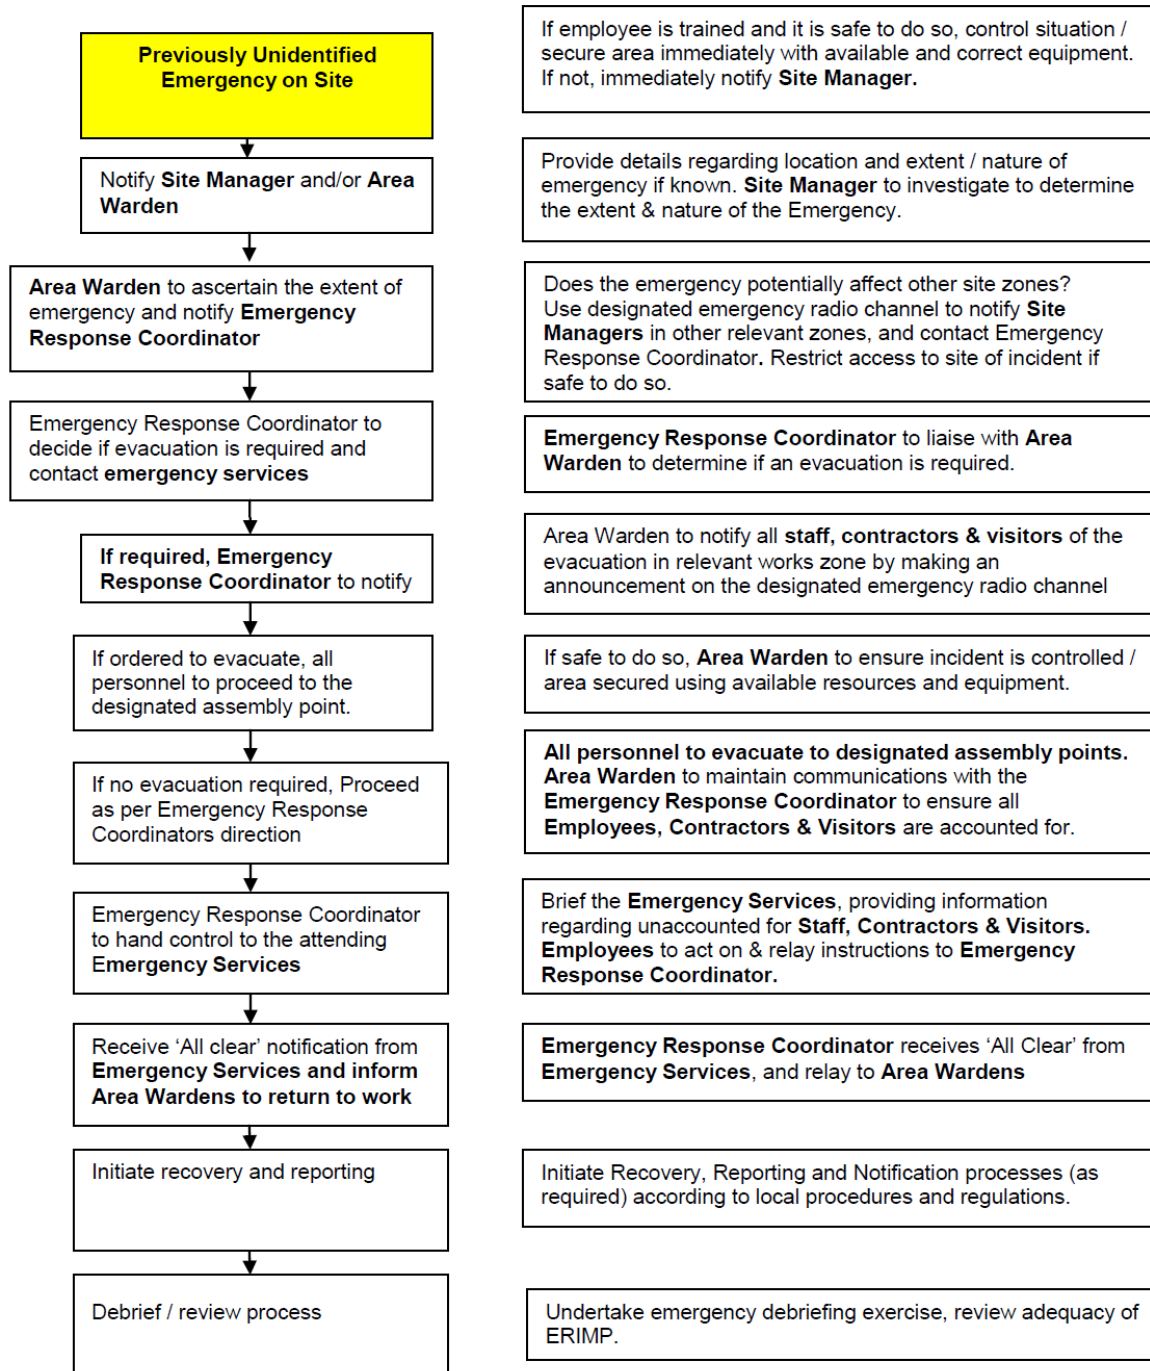 Previously Unidentified
Emergency on Site
If employee is trained and it is safe to do so, control situation /
secure area immediately with available and correct equipment.
If not, immediately notify Site Manager.
Notify Site Manager and/or Area
Warden
Provide details regarding location and extent / nature of
emergency if known. Site Manager to investigate to determine
the extent & nature of the Emergency.
Area Warden to ascertain the extent of
emergency and notify Emergency
Response Coordinator
Does the emergency potentially affect other site zones?
Use designated emergency radio channel to notify Site
Managers in other relevant zones, and contact Emergency
Response Coordinator. Restrict access to site of incident if
safe to do so.
Emergency Response Coordinator to
decide if evacuation is required and
contact emergency services
Emergency Response Coordinator to liaise with Area
Warden to determine if an evacuation is required.
If required, Emergency
Response Coordinator to notify
Area Warden to notify all staff, contractors & visitors of the
evacuation in relevant works zone by making an
announcement on the designated emergency radio channel
If ordered to evacuate, all
personnel to proceed to the
designated assembly point.
If safe to do so, Area Warden to ensure incident is controlled /
area secured using available resources and equipment.
If no evacuation required, Proceed
as per Emergency Response
Coordinators direction
All personnel to evacuate to designated assembly points.
Area Warden to maintain communications with the
Emergency Response Coordinator to ensure all
Employees, Contractors & Visitors are accounted for.
Emergency Response Coordinator
to hand control to the attending
Emergency Services
Brief the Emergency Services, providing information
regarding unaccounted for Staff, Contractors & Visitors.
Employees to act on & relay instructions to Emergency
Response Coordinator.
Receive ‘All clear’ notification from
Emergency Services and inform
Area Wardens to return to work
Emergency Response Coordinator receives ‘All Clear’ from
Emergency Services, and relay to Area Wardens
Initiate recovery and reporting
Initiate Recovery, Reporting and Notification processes (as
required) according to local procedures and regulations.
Debrief / review process
Undertake emergency debriefing exercise, review adequacy of
ERIMP.